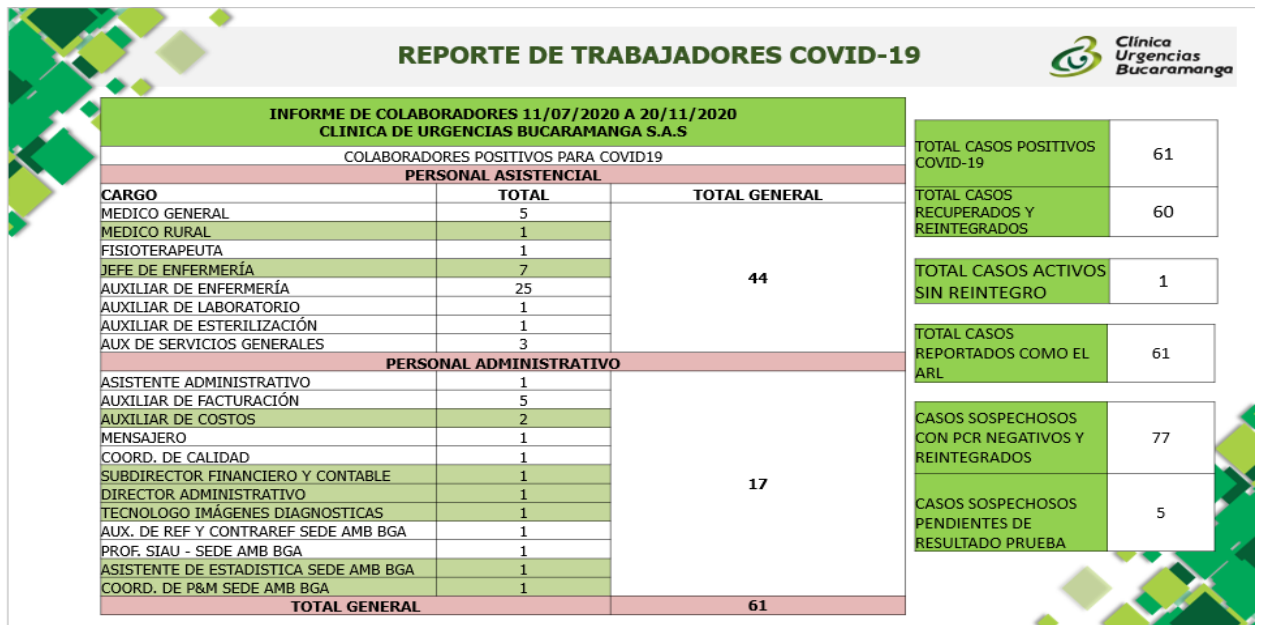 REPORTE DE TRABAJADORES COVID-19
Clínica
Urgencias
Bucaramanga
INFORME DE COLABORADORES 11/07/2020 A 20/11/2020
CLINICA DE URGENCIAS BUCARAMANGA S.A.S
COLABORADORES POSITIVOS PARA COVID19
PERSONAL ASISTENCIAL
CARGO TOTAL TOTAL GENERAL
MEDICO GENERAL 5
MEDICO RURAL 1
FISIOTERAPEUTA 1
JEFE DE ENFERMERÍA 7
44
AUXILIAR DE ENFERMERÍA 25
AUXILIAR DE LABORATORIO 1
AUXILIAR DE ESTERILIZACIÓN 1
AUX DE SERVICIOS GENERALES 3
PERSONAL ADMINISTRATIVO
ASISTENTE ADMINISTRATIVO 1
AUXILIAR DE FACTURACIÓN 5
AUXILIAR DE COSTOS 2
MENSAJERO 1
COORD. DE CALIDAD 1
SUBDIRECTOR FINANCIERO Y CONTABLE 1
17
DIRECTOR ADMINISTRATIVO 1
TECNOLOGO IMÁGENES DIAGNOSTICAS 1
AUX. DE REF Y CONTRAREF SEDE AMB BGA 1
PROF. SIAU - SEDE AMB BGA 1
ASISTENTE DE ESTADISTICA SEDE AMB BGA 1
COORD. DE P&M SEDE AMB BGA 1
TOTAL GENERAL 61
TOTAL CASOS POSITIVOS
COVID-19
61
TOTAL CASOS
RECUPERADOS Y
REINTEGRADOS
60
TOTAL CASOS ACTIVOS
SIN REINTEGRO
1
TOTAL CASOS
REPORTADOS COMO EL
ARL
61
CASOS SOSPECHOSOS
CON PCR NEGATIVOS Y
REINTEGRADOS
77
CASOS SOSPECHOSOS
PENDIENTES DE
RESULTADO PRUEBA
5